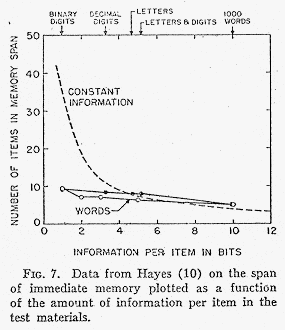 BINARY DIGITS
DECIMAL DIGITS
LETTERS
LETTERS & DIGITS
1000 WORDS
NUMBER OF ITEMS IN MEMORY SPAN
50
40
30
20
10
0
CONSTANT
INFORMATION
WORDS
0 2 4 6 8 10 12
INFORMATION PER ITEM IN BITS
FIG. 7. Data from Hayes (10) on the span
of immediate memory plotted as a function
of the amount of information per item in the
test materials.